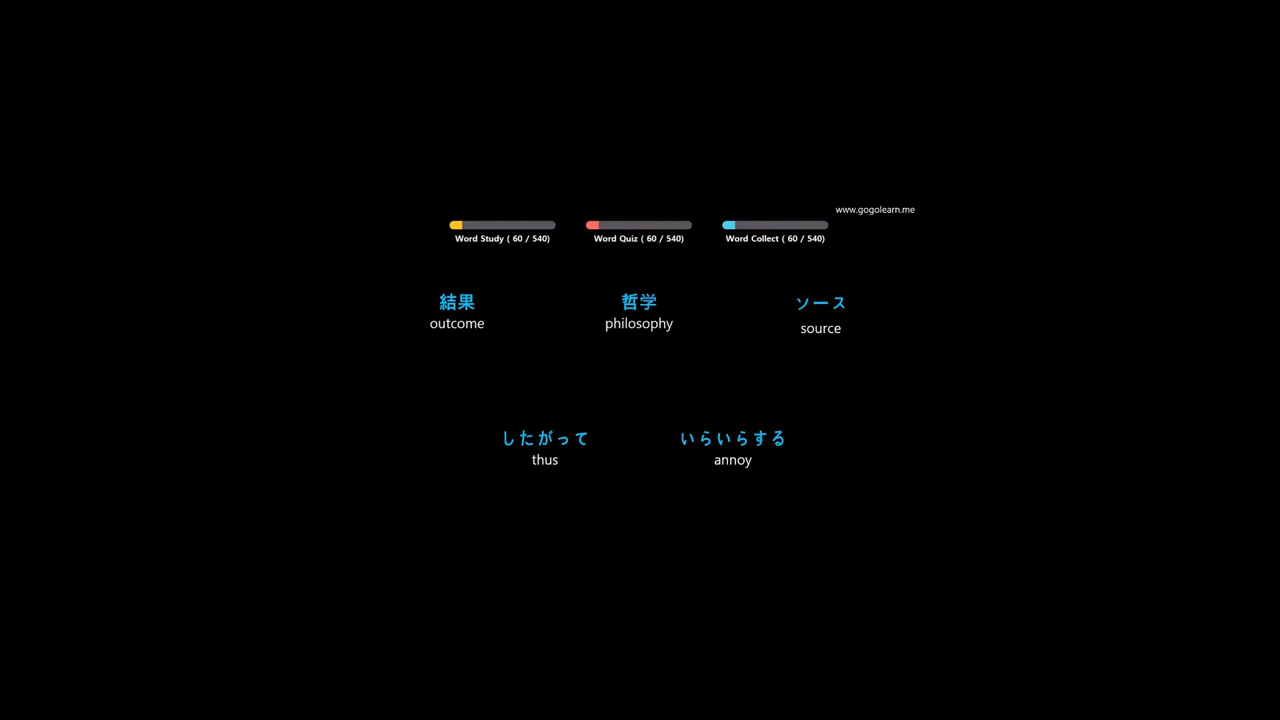 www.gogolearn.me
Word Study ( 60 / 540)
Word Quiz ( 60 / 540)
Word Collect ( 60 / 540)
結果
outcome
哲学
philosophy
ソース
source
したがって
thus
いらいらする
annoy